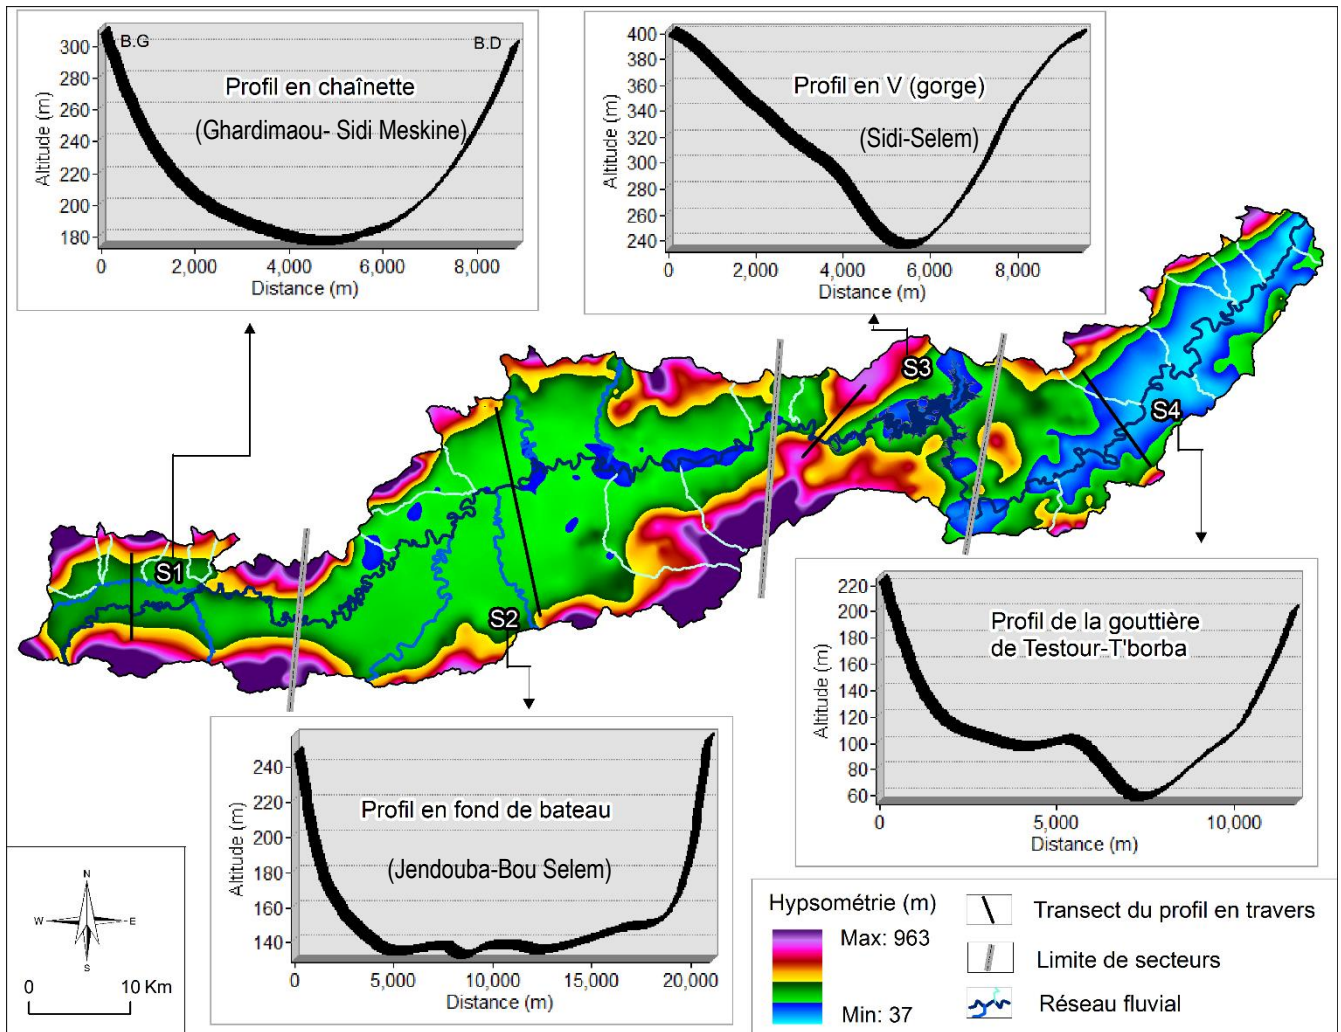 B.G
B.D
Profil en chaînette
(Ghardimaou- Sidi Meskine)
Altitude (m)
300
280
260
240
220
200
180
0
2,000
4,000
6,000
8,000
Distance (m)
Profil en V (gorge)
(Sidi-Selem)
Altitude (m)
400
380
360
340
320
300
280
260
240
0
2,000
4,000
6,000
8,000
Distance (m)
S1
S2
S3
S4
Profil en fond de bateau
(Jendouba-Bou Selem)
Altitude (m)
240
220
200
180
160
140
0
5,000
10,000
15,000
20,000
Distance (m)
Profil de la gouttière
de Testour-T'borba
Altitude (m)
220
200
180
160
140
120
100
80
60
0
5,000
10,000
Distance (m)
N
W
E
S
0
10 Km
Hypsométrie (m)
Max: 963
Min: 37
Transect du profil en travers
Limite de secteurs
Réseau fluvial